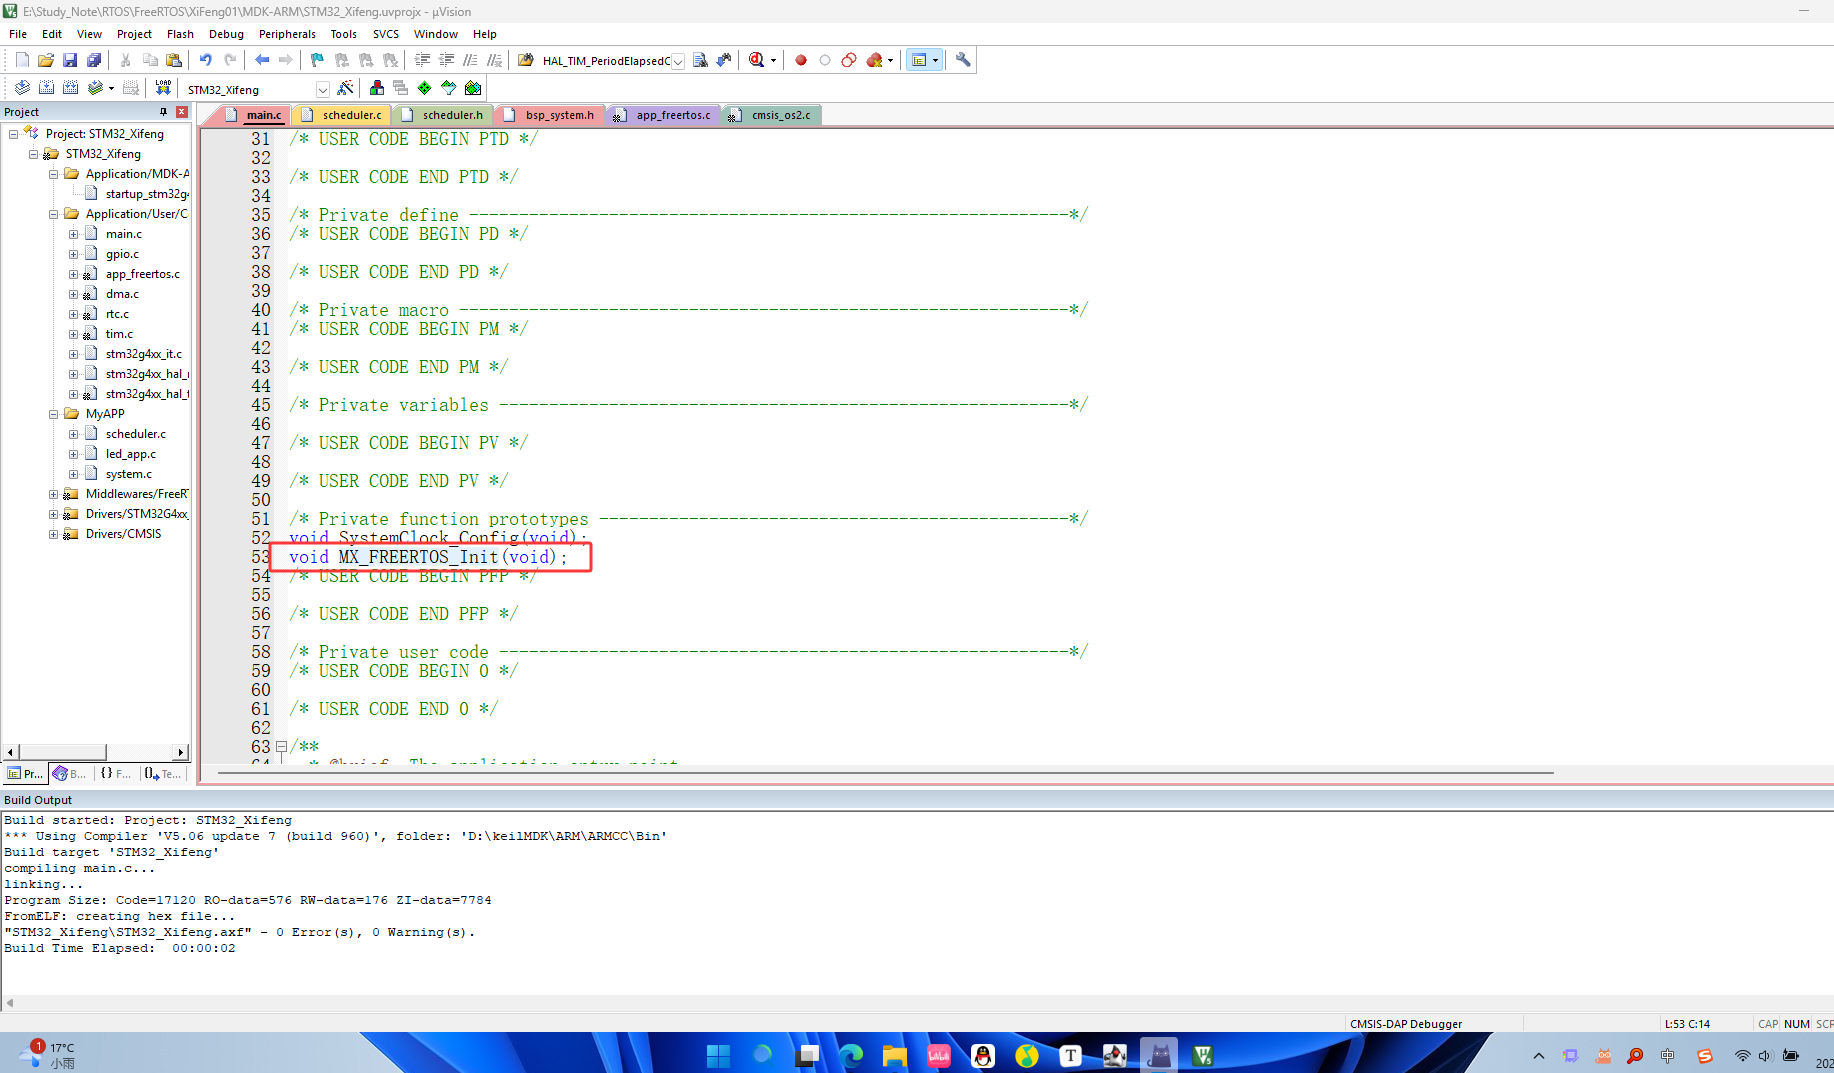 E:\Study_Note\RTOS\FreeRTOS\XiFeng01\MDK-ARM\STM32_Xifeng.uvprojx - µVision
File Edit View Project Flash Debug Peripherals Tools SVCS Window Help
HAL_TIM_PeriodElapsedC
LOAD STM32_Xifeng
Project
main.c scheduler.c scheduler.h bsp_system.h app_freertos.c cmsis_os2.c
Project: STM32_Xifeng
STM32_Xifeng
Application/MDK-A
startup_stm32g4
Application/User/C
main.c
gpio.c
app_freertos.c
dma.c
rtc.c
tim.c
stm32g4xx_it.c
stm32g4xx_hal_
stm32g4xx_hal_t
MyAPP
scheduler.c
led_app.c
system.c
Middlewares/FreeR
Drivers/STM32G4xx_
Drivers/CMSIS
Pr... B... {} F... Te...
31 /* USER CODE BEGIN PTD */
32
33 /* USER CODE END PTD */
34
35 /* Private define ------------------------------------------------------------*/
36 /* USER CODE BEGIN PD */
37
38 /* USER CODE END PD */
39
40 /* Private macro -------------------------------------------------------------*/
41 /* USER CODE BEGIN PM */
42
43 /* USER CODE END PM */
44
45 /* Private variables ---------------------------------------------------------*/
46
47 /* USER CODE BEGIN PV */
48
49 /* USER CODE END PV */
50
51 /* Private function prototypes -----------------------------------------------*/
52 void SystemClock_Config(void);
53 void MX_FREERTOS_Init(void);
54 /* USER CODE BEGIN PFP */
55
56 /* USER CODE END PFP */
57
58 /* Private user code ---------------------------------------------------------*/
59 /* USER CODE BEGIN 0 */
60
61 /* USER CODE END 0 */
62
63 /**
64 * @brief The application entry point
Build Output
Build started: Project: STM32_Xifeng
*** Using Compiler 'V5.06 update 7 (build 960)', folder: 'D:\keilMDK\ARM\ARMCC\Bin'
Build target 'STM32_Xifeng'
compiling main.c...
linking...
Program Size: Code=17120 RO-data=576 RW-data=176 ZI-data=7784
FromELF: creating hex file...
"STM32_Xifeng\STM32_Xifeng.axf" - 0 Error(s), 0 Warning(s).
Build Time Elapsed:  00:00:02
CMSIS-DAP Debugger L:53 C:14 CAP NUM SCR
1 17°C
小雨
T
中
202